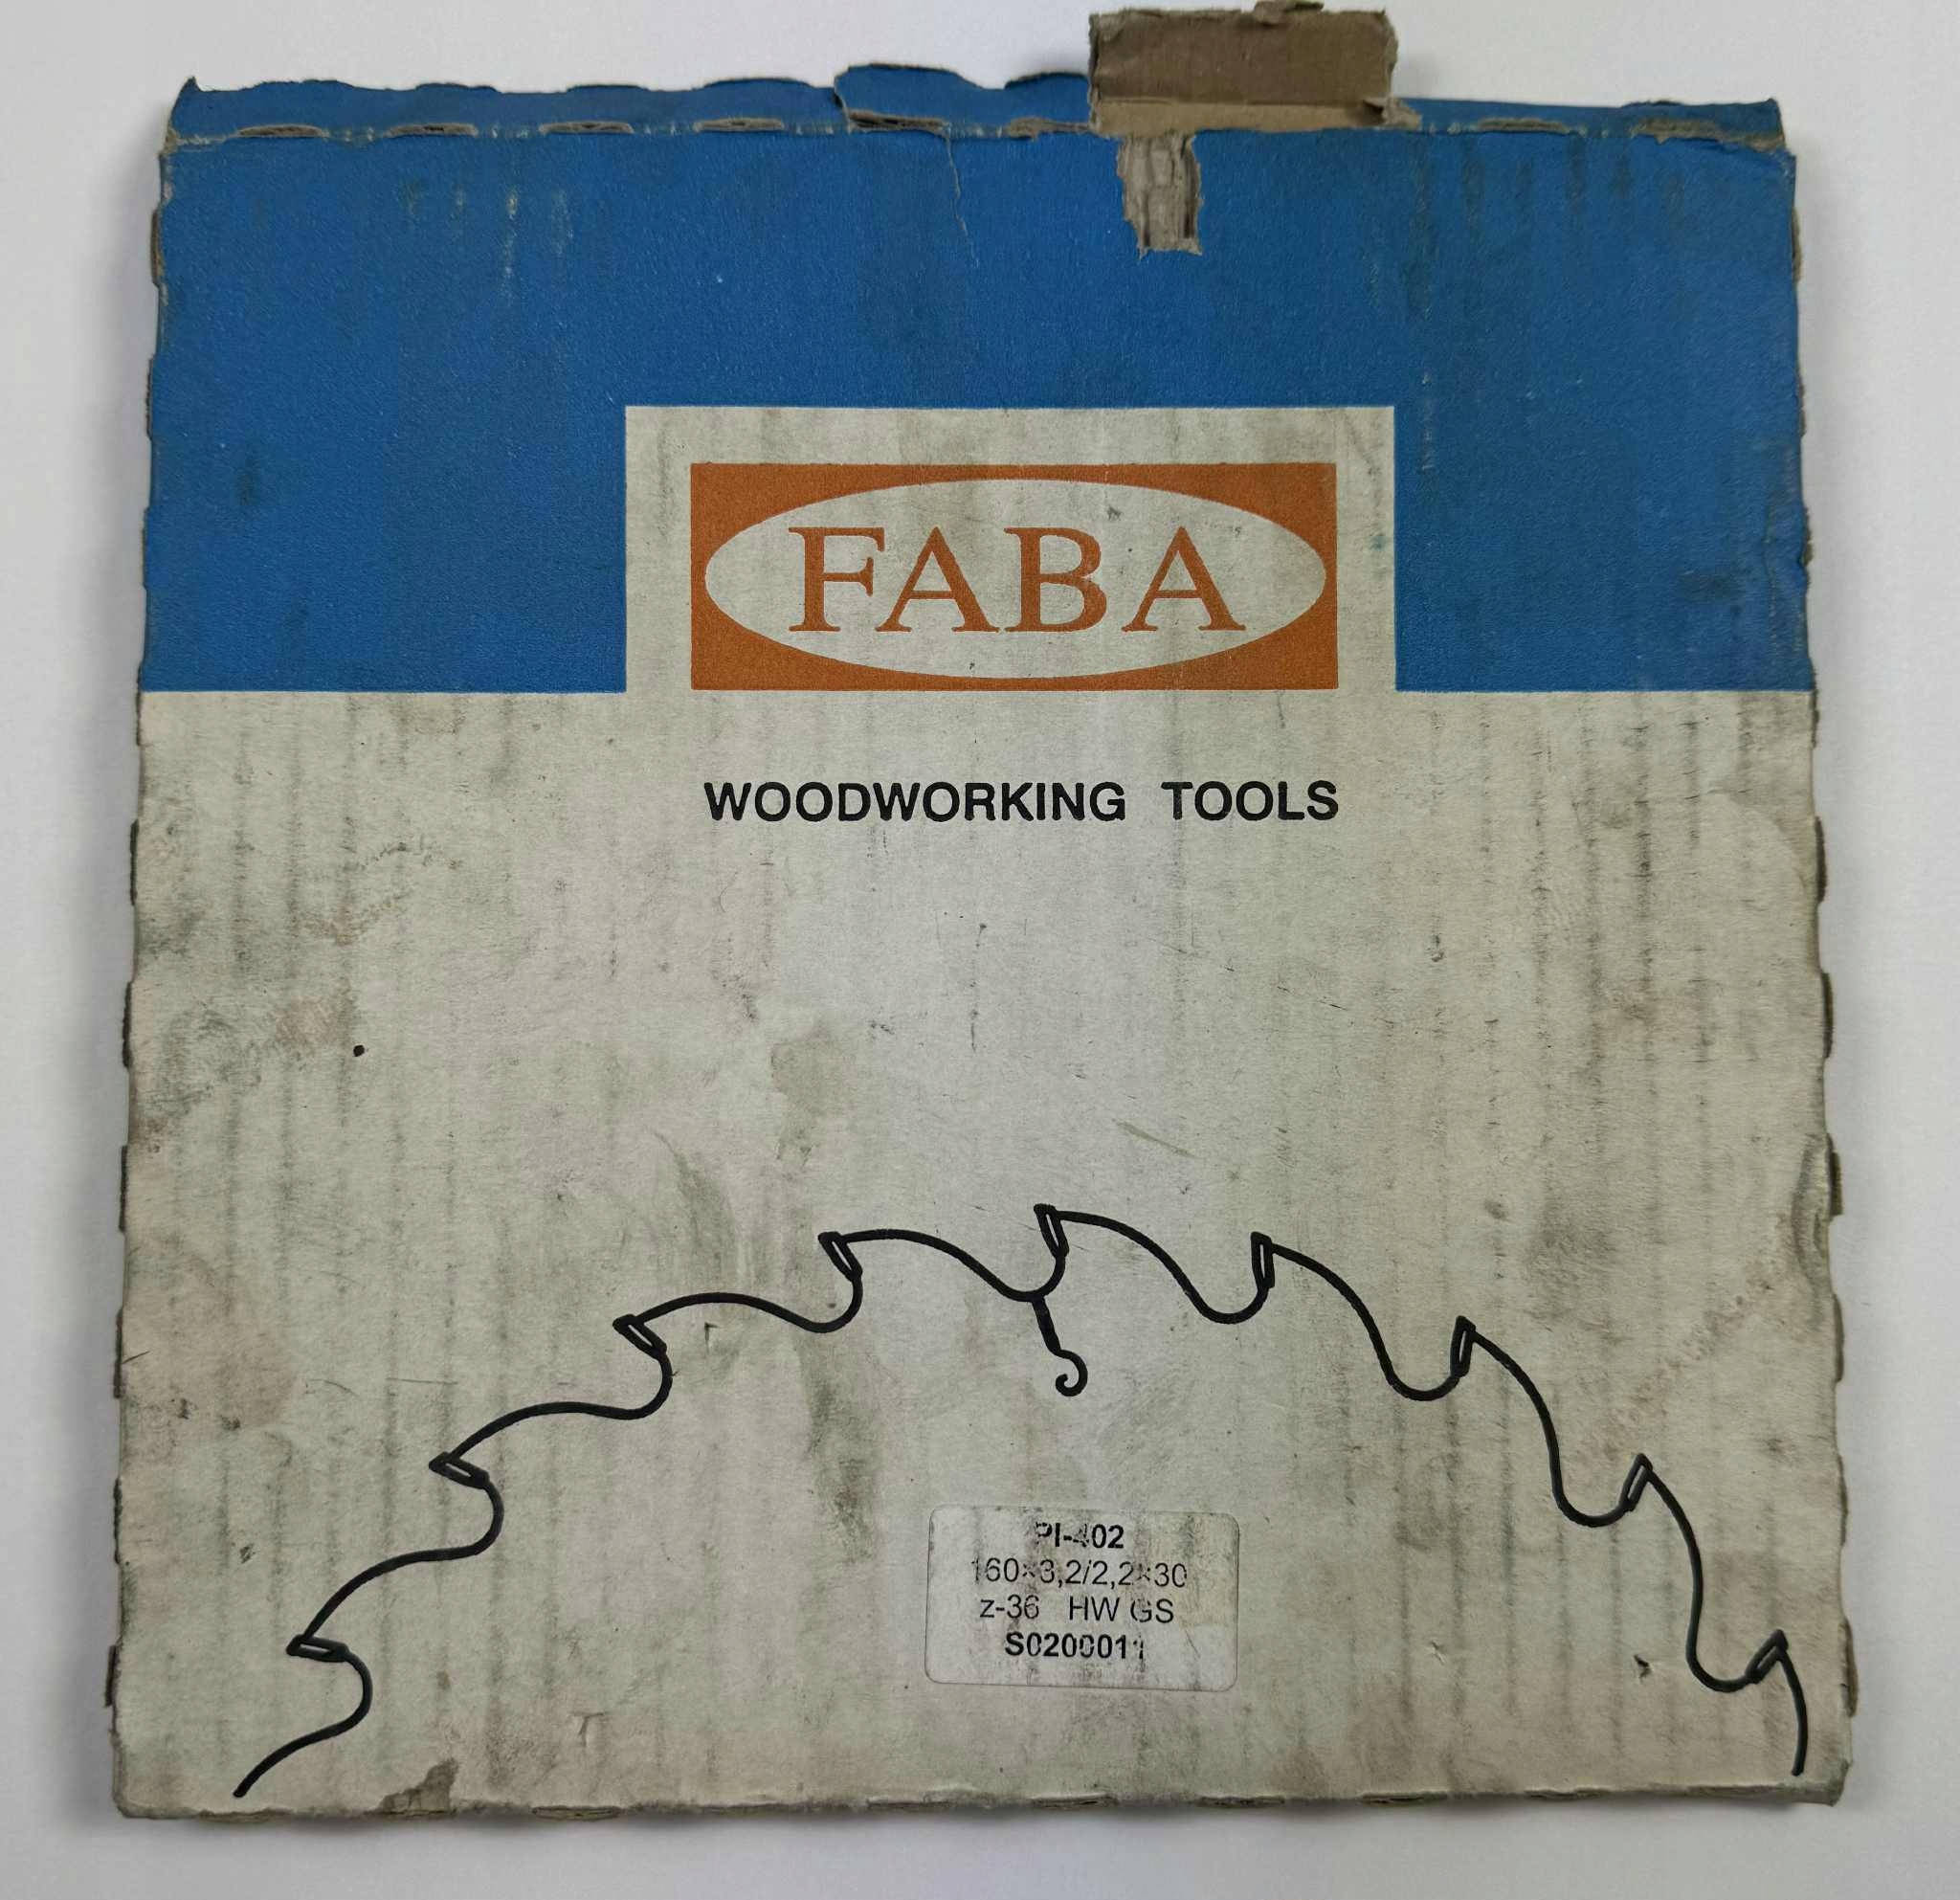 FABA
WOODWORKING TOOLS
PI-402
160×3,2/2,2×30
z-36 HW GS
S0200011